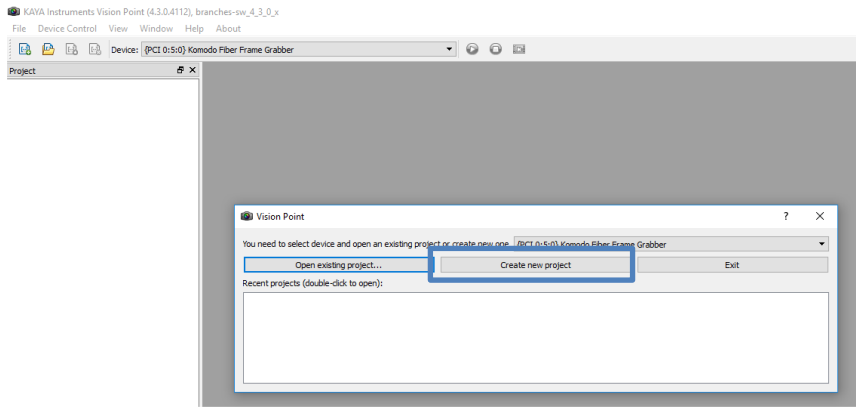 KAYA Instruments Vision Point (4.3.0.4112), branches-sw_4_3_0_x
File Device Control View Window Help About
Device: {PCI 0:5:0} Komodo Fiber Frame Grabber
Project
Vision Point
You need to select device and open an existing project or create new one {PCI 0:5:0} Komodo Fiber Frame Grabber
Open existing project... Create new project Exit
Recent projects (double-click to open):